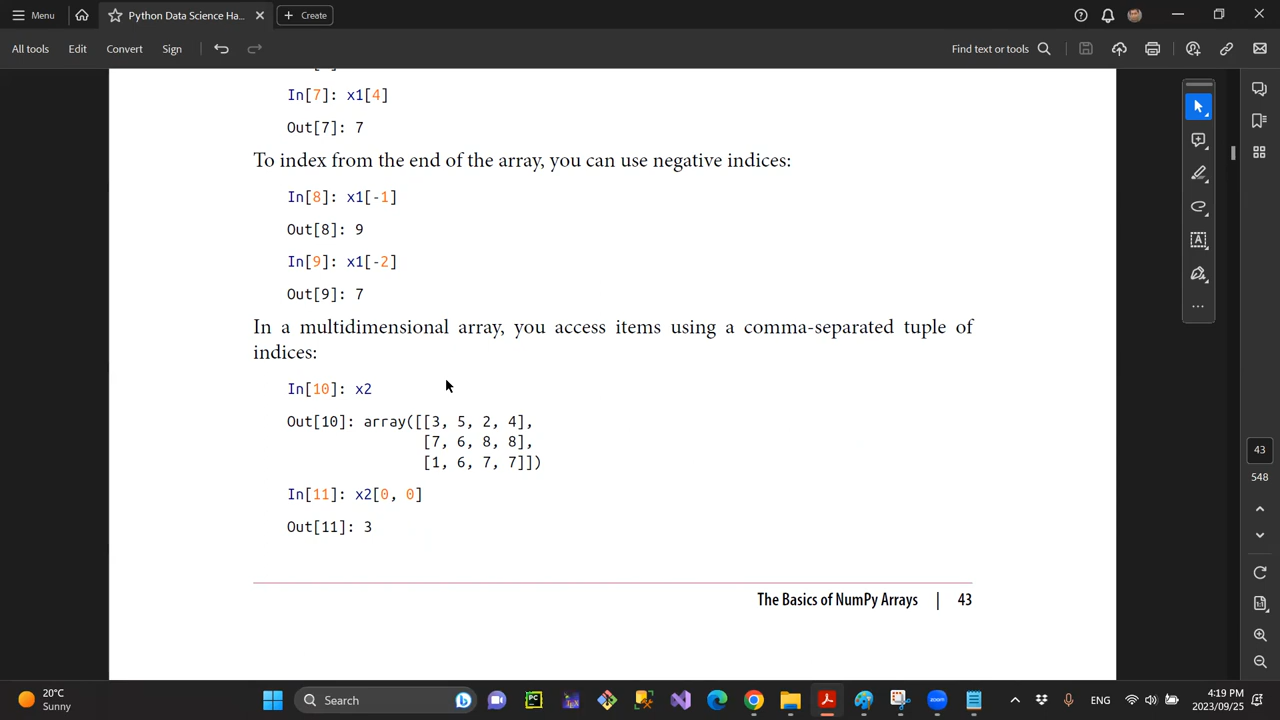 Menu
Python Data Science Ha...
Create
All tools
Edit
Convert
Sign
Find text or tools
In[7]: x1[4]
Out[7]: 7
To index from the end of the array, you can use negative indices:
In[8]: x1[-1]
Out[8]: 9
In[9]: x1[-2]
Out[9]: 7
In a multidimensional array, you access items using a comma-separated tuple of
indices:
In[10]: x2
Out[10]: array([[3, 5, 2, 4],
[7, 6, 8, 8],
[1, 6, 7, 7]])
In[11]: x2[0, 0]
Out[11]: 3
The Basics of NumPy Arrays | 43
43
548
20°C
Sunny
Search
PC
zoom
ENG
4:19 PM
2023/09/25